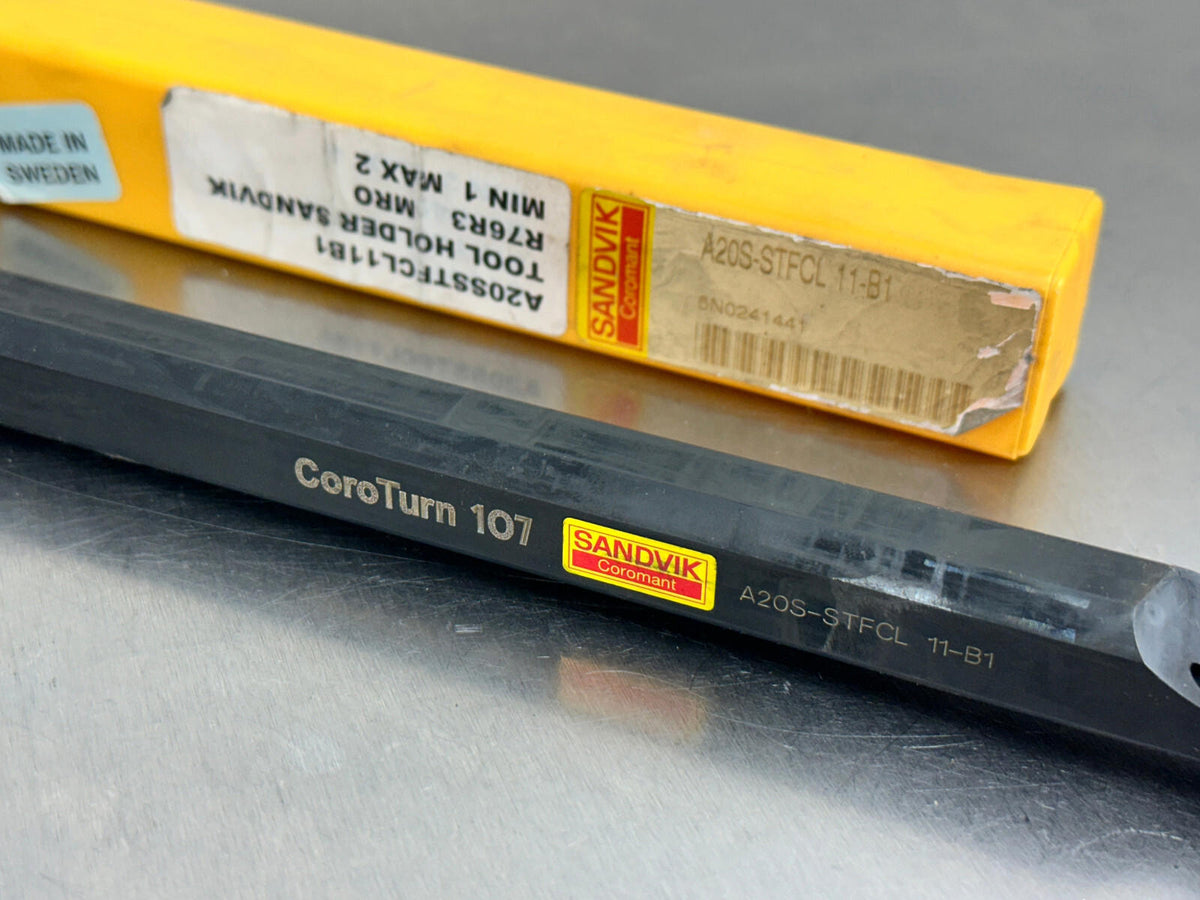 MADE IN
SWEDEN
A20SSTFCL11B1
TOOL HOLDER SANDVIK
R76R3 MRO
MIN 1 MAX 2
SANDVIK
Coromant
A20S-STFCL 11-B1
5N0241441
CoroTurn 107
SANDVIK
Coromant
A20S-STFCL 11-B1